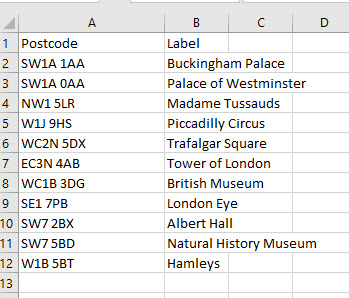 A B C D
1 Postcode Label
2 SW1A 1AA Buckingham Palace
3 SW1A 0AA Palace of Westminster
4 NW1 5LR Madame Tussauds
5 W1J 9HS Piccadilly Circus
6 WC2N 5DX Trafalgar Square
7 EC3N 4AB Tower of London
8 WC1B 3DG British Museum
9 SE1 7PB London Eye
10 SW7 2BX Albert Hall
11 SW7 5BD Natural History Museum
12 W1B 5BT Hamleys
13